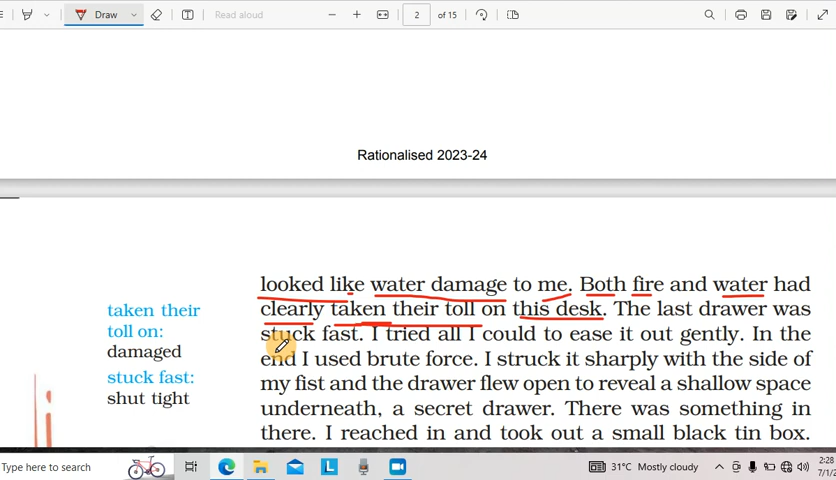 Draw
Read aloud
2
of 15
Rationalised 2023-24
looked like water damage to me. Both fire and water had
clearly taken their toll on this desk. The last drawer was
stuck fast. I tried all I could to ease it out gently. In the
end I used brute force. I struck it sharply with the side of
my fist and the drawer flew open to reveal a shallow space
underneath, a secret drawer. There was something in
there. I reached in and took out a small black tin box.
taken their
toll on:
damaged
stuck fast:
shut tight
Type here to search
L
31°C Mostly cloudy
2:28